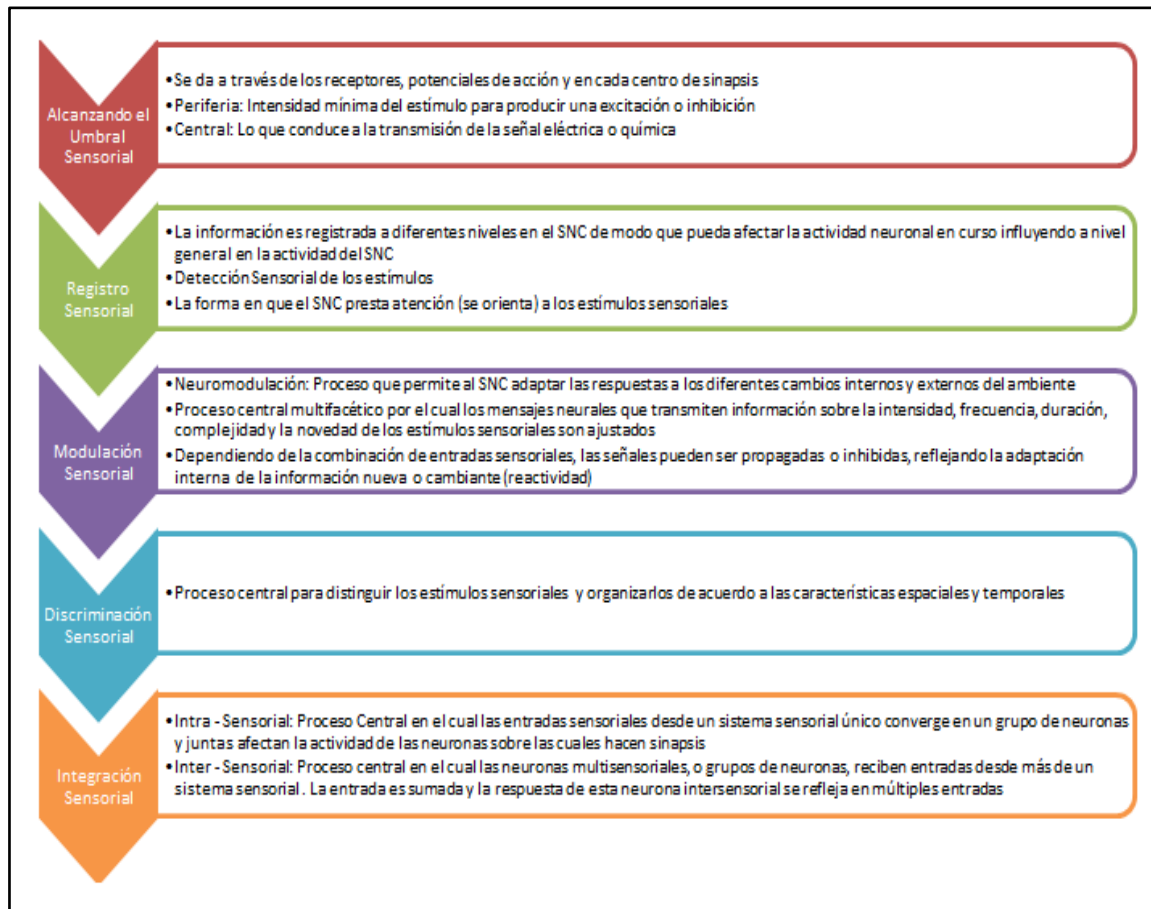 Alcanzando el
Umbral
Sensorial
•Se da a través de los receptores, potenciales de acción y en cada centro de sinapsis
•Periferia: Intensidad mínima del estímulo para producir una excitación o inhibición
•Central: Lo que conduce a la transmisión de la señal eléctrica o química
Registro
Sensorial
•La información es registrada a diferentes niveles en el SNC de modo que pueda afectar la actividad neuronal en curso influyendo a nivel
general en la actividad del SNC
•Detección Sensorial de los estímulos
•La forma en que el SNC presta atención (se orienta) a los estímulos sensoriales
Modulación
Sensorial
•Neuromodulación: Proceso que permite al SNC adaptar las respuestas a los diferentes cambios internos y externos del ambiente
•Proceso central multifacético por el cual los mensajes neurales que transmiten información sobre la intensidad, frecuencia, duración,
complejidad y la novedad de los estímulos sensoriales son ajustados
•Dependiendo de la combinación de entradas sensoriales, las señales pueden ser propagadas o inhibidas, reflejando la adaptación
interna de la información nueva o cambiante (reactividad)
Discriminación
Sensorial
•Proceso central para distinguir los estímulos sensoriales y organizarlos de acuerdo a las características espaciales y temporales
Integración
Sensorial
•Intra - Sensorial: Proceso Central en el cual las entradas sensoriales desde un sistema sensorial único converge en un grupo de neuronas
y juntas afectan la actividad de las neuronas sobre las cuales hacen sinapsis
•Inter - Sensorial: Proceso central en el cual las neuronas multisensoriales, o grupos de neuronas, reciben entradas desde más de un
sistema sensorial. La entrada es sumada y la respuesta de esta neurona intersensorial se refleja en múltiples entradas